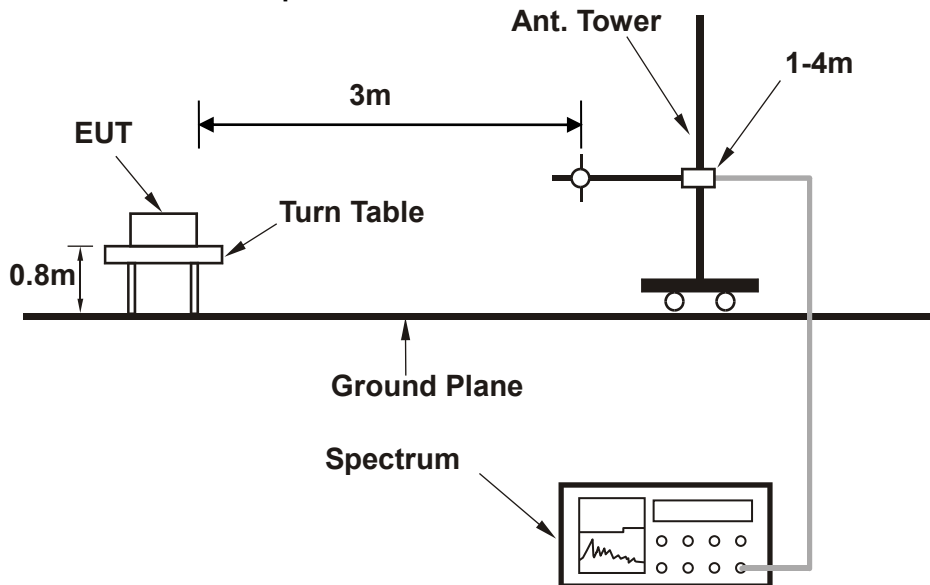 Ant. Tower
1-4m
3m
EUT
Turn Table
0.8m
Ground Plane
Spectrum